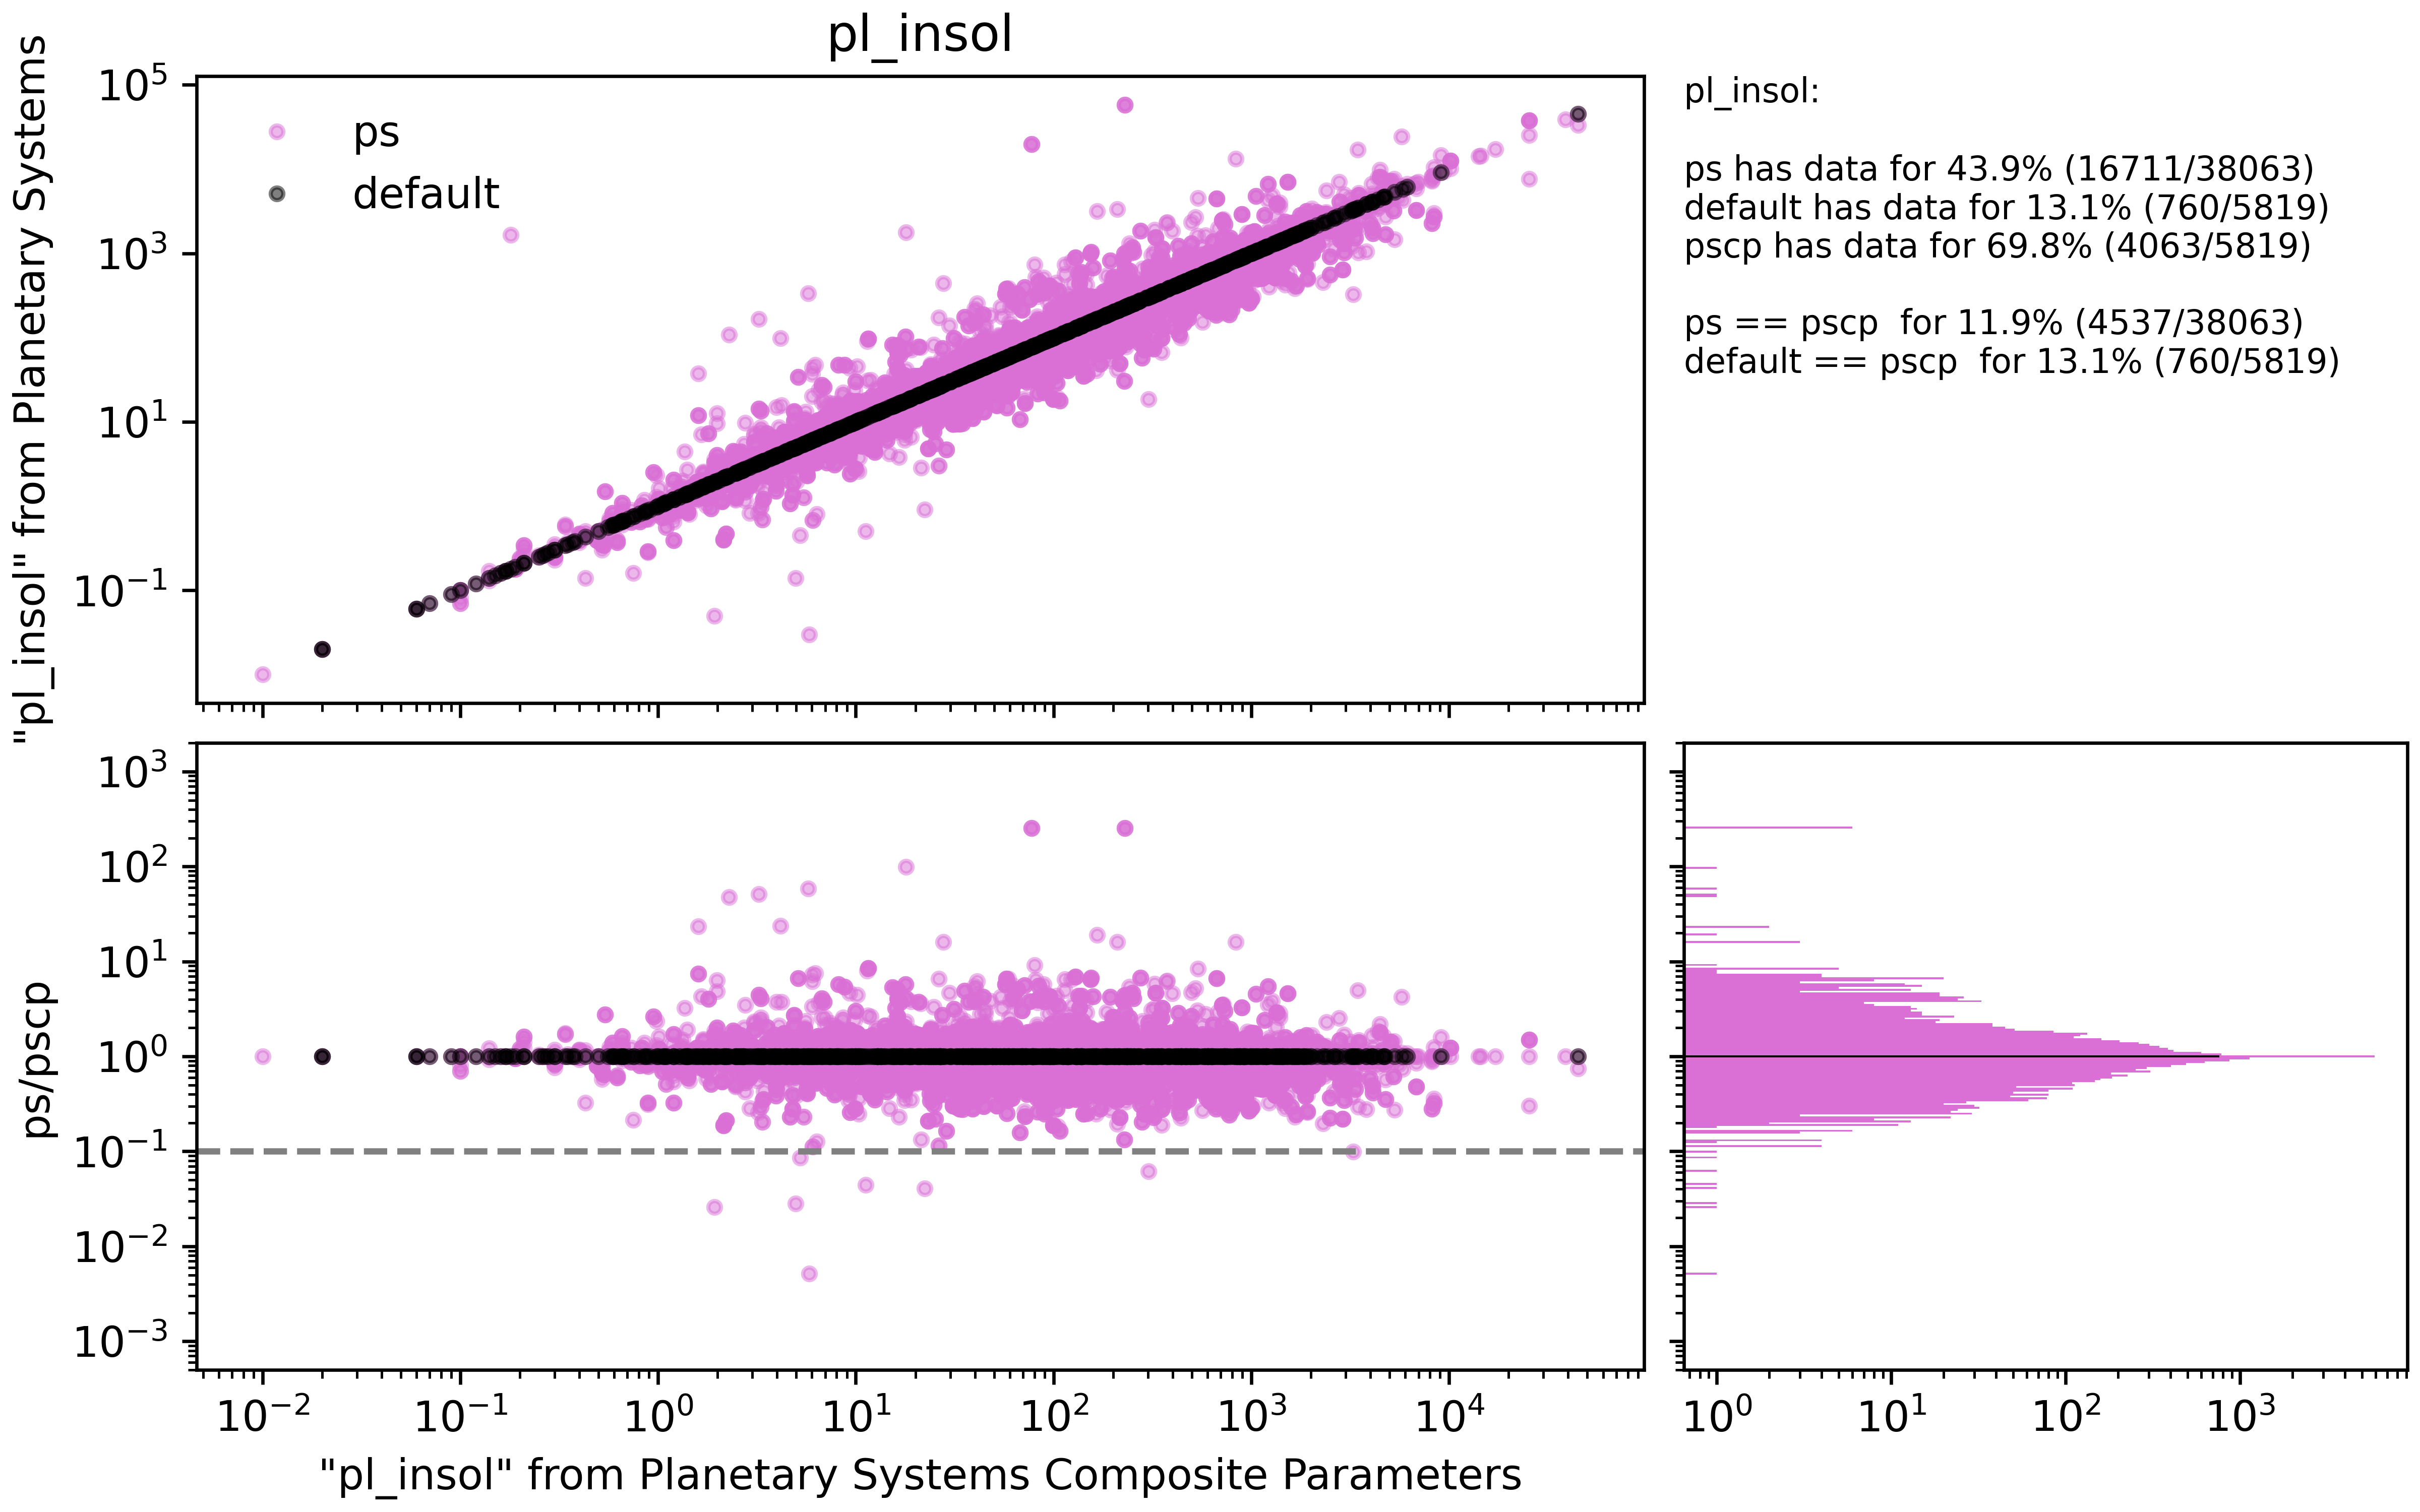 pl_insol
"pl_insol" from Planetary Systems
10^5
10^3
10^1
10^-1
ps
default
pl_insol:
ps has data for 43.9% (16711/38063)
default has data for 13.1% (760/5819)
pscp has data for 69.8% (4063/5819)
ps == pscp  for 11.9% (4537/38063)
default == pscp  for 13.1% (760/5819)
ps/pscp
10^3
10^2
10^1
10^0
10^-1
10^-2
10^-3
10^-2 10^-1 10^0 10^1 10^2 10^3 10^4
"pl_insol" from Planetary Systems Composite Parameters
10^0 10^1 10^2 10^3